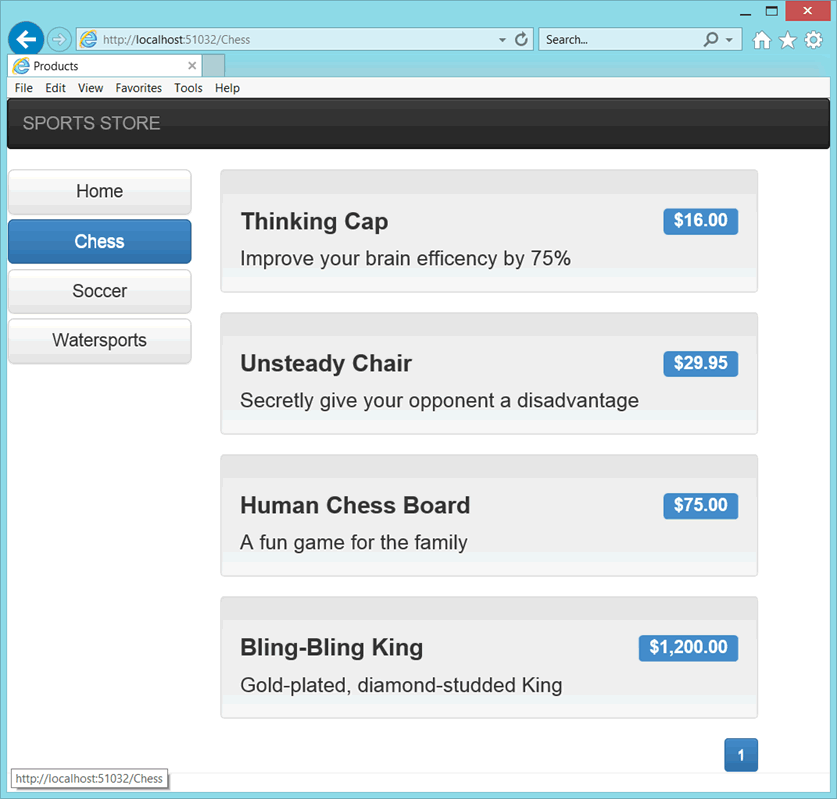 http://localhost:51032/Chess
Search...
Products
File Edit View Favorites Tools Help
SPORTS STORE
Home
Chess
Soccer
Watersports
Thinking Cap $16.00
Improve your brain efficency by 75%
Unsteady Chair $29.95
Secretly give your opponent a disadvantage
Human Chess Board $75.00
A fun game for the family
Bling-Bling King $1,200.00
Gold-plated, diamond-studded King
1
http://localhost:51032/Chess